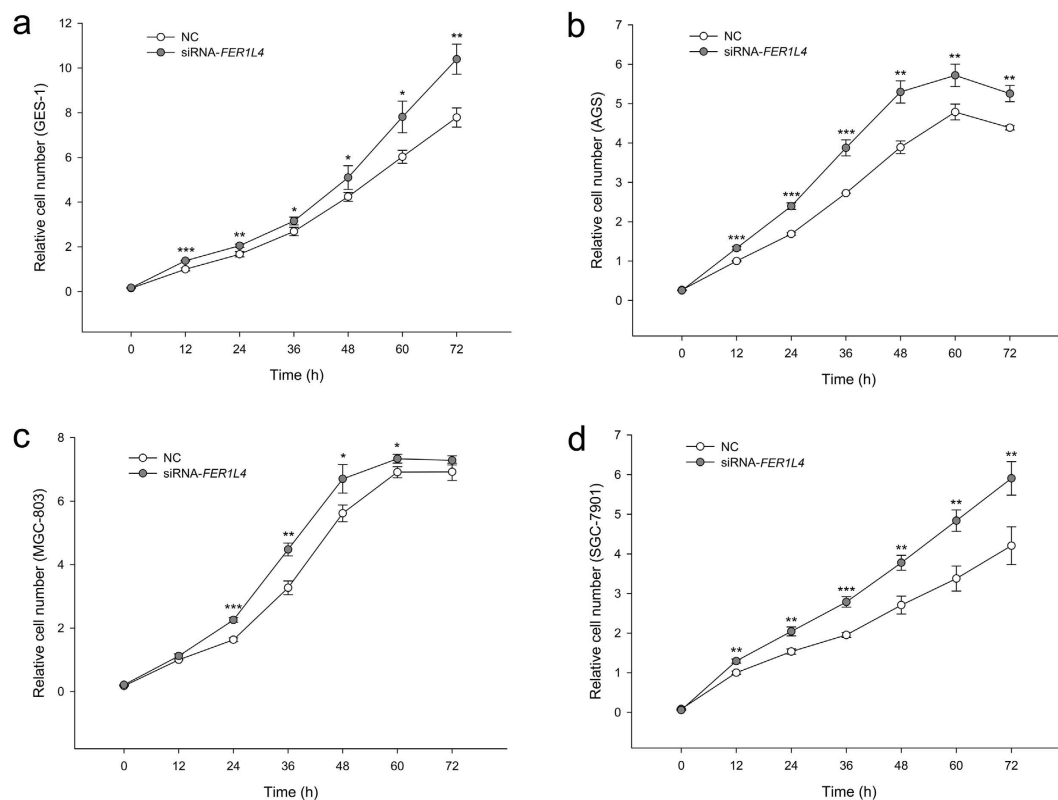 a
NC
siRNA-FER1L4
Relative cell number (GES-1)
12
10
8
6
4
2
0
***
**
*
*
*
**
0 12 24 36 48 60 72
Time (h)
b
NC
siRNA-FER1L4
Relative cell number (AGS)
7
6
5
4
3
2
1
0
***
***
***
**
**
**
0 12 24 36 48 60 72
Time (h)
c
NC
siRNA-FER1L4
Relative cell number (MGC-803)
8
6
4
2
0
***
**
*
*
0 12 24 36 48 60 72
Time (h)
d
NC
siRNA-FER1L4
Relative cell number (SGC-7901)
7
6
5
4
3
2
1
0
**
**
***
**
**
**
0 12 24 36 48 60 72
Time (h)